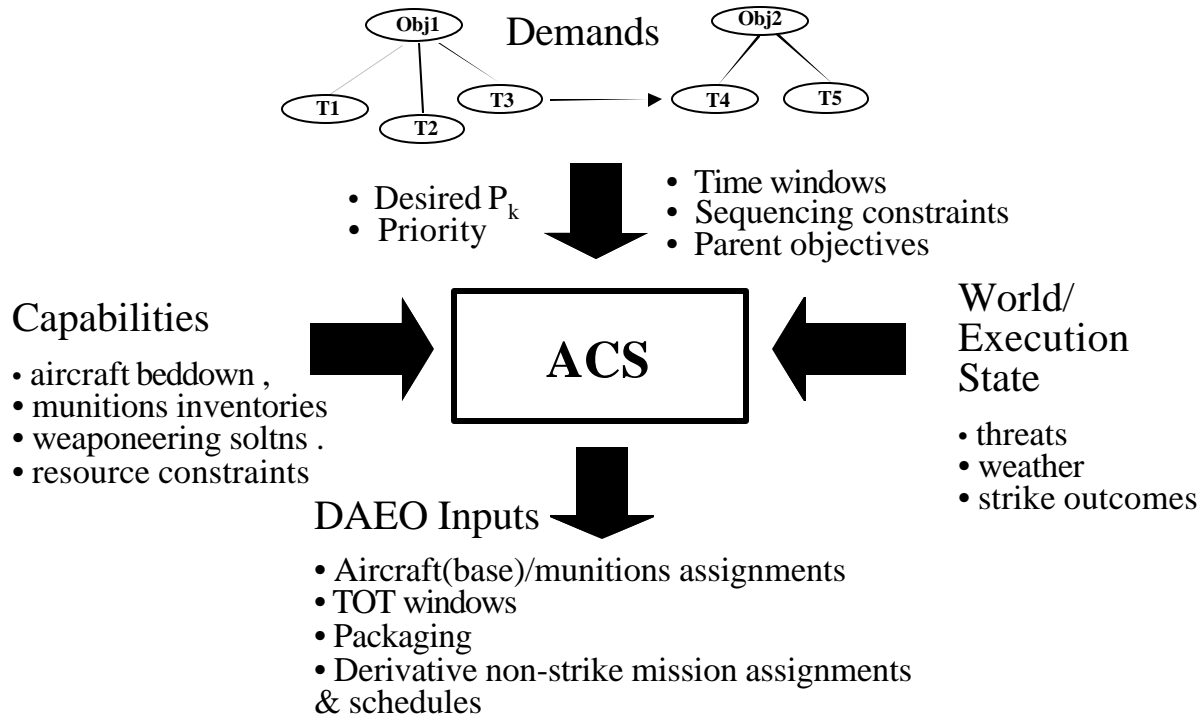 Obj1
Demands
Obj2
T1
T2
T3
T4
T5
• Desired Pk
• Priority
• Time windows
• Sequencing constraints
• Parent objectives
Capabilities
• aircraft beddown ,
• munitions inventories
• weaponeering soltns .
• resource constraints
ACS
World/
Execution
State
• threats
• weather
• strike outcomes
DAEO Inputs
• Aircraft(base)/munitions assignments
• TOT windows
• Packaging
• Derivative non-strike mission assignments
& schedules